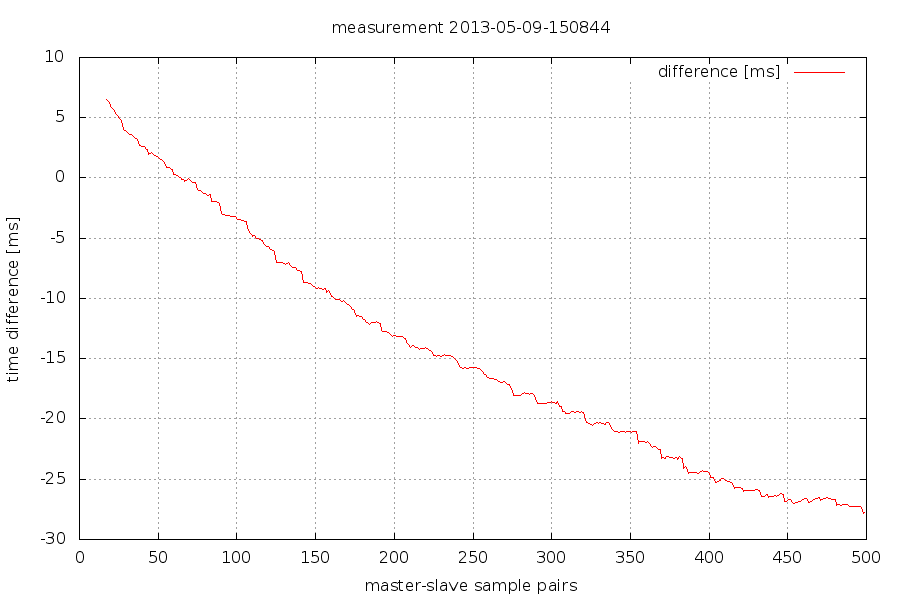 measurement 2013-05-09-150844
difference [ms]
time difference [ms]
10
5
0
-5
-10
-15
-20
-25
-30
0 50 100 150 200 250 300 350 400 450 500
master-slave sample pairs